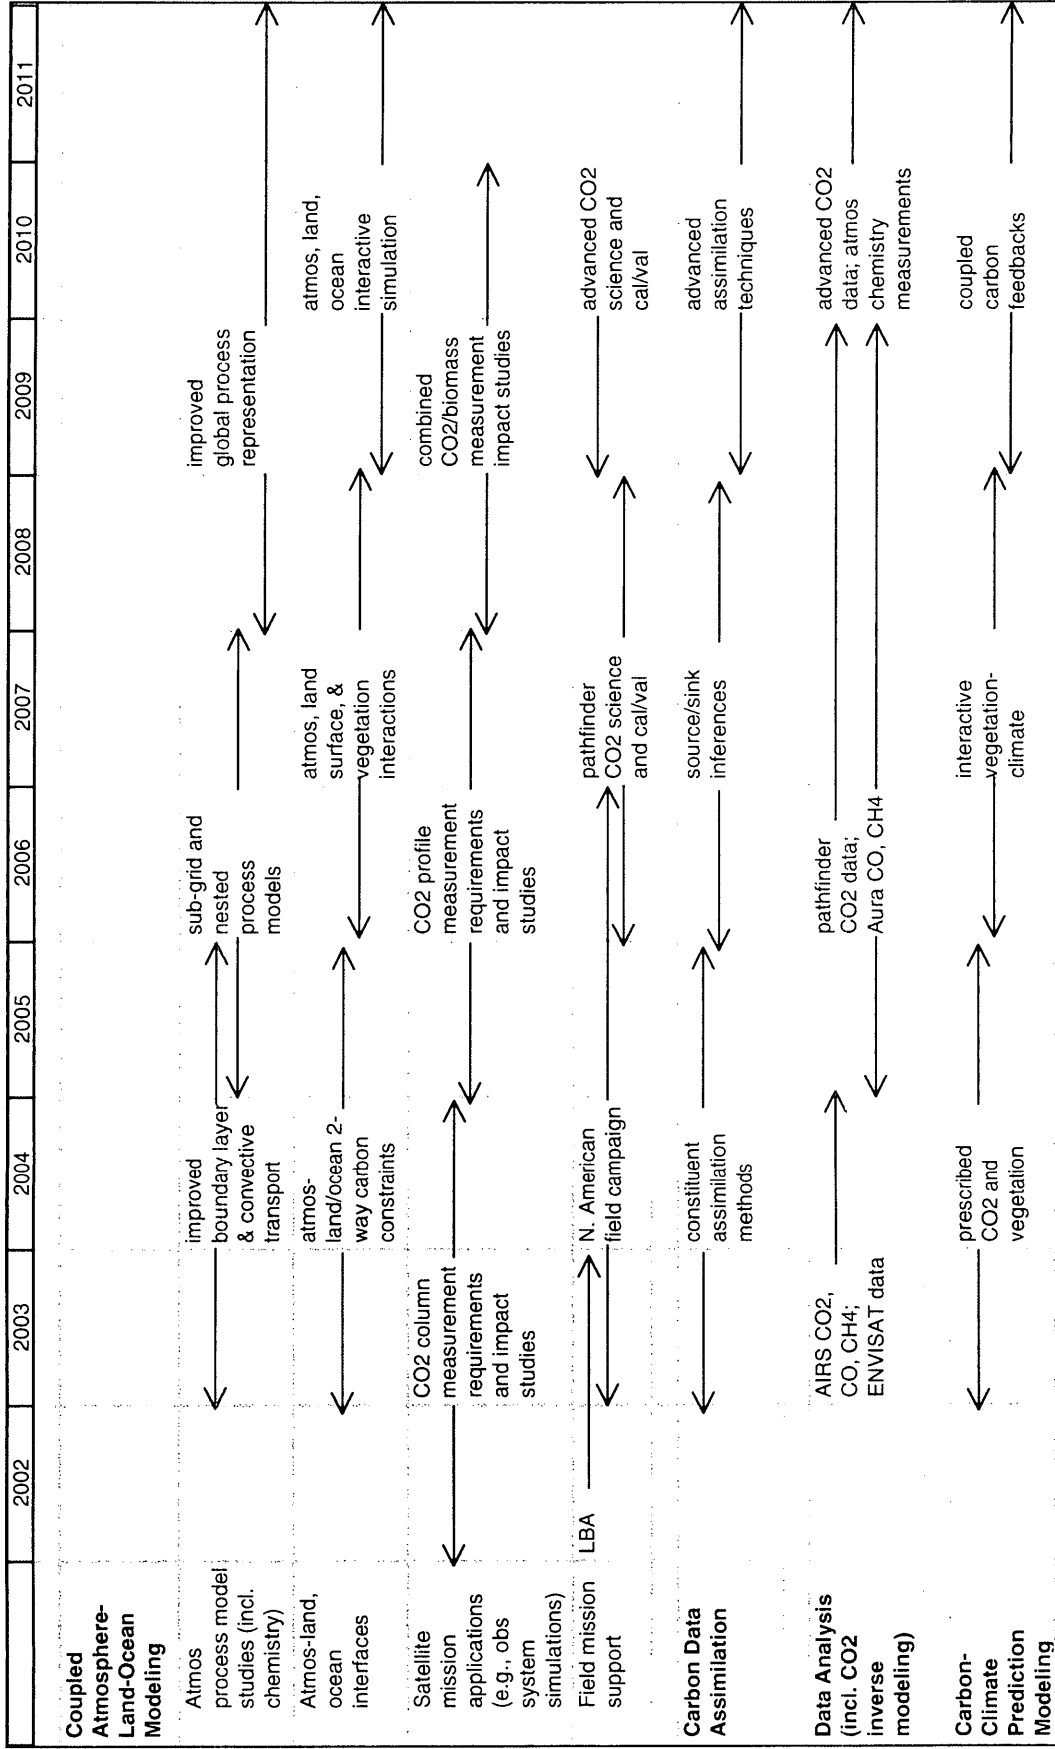 2002 2003 2004 2005 2006 2007 2008 2009 2010 2011
Coupled
Atmosphere-
Land-Ocean
Modeling
Atmos
process model
studies (incl.
chemistry)
improved
boundary layer
& convective
transport
sub-grid and
nested
process
models
improved
global process
representation
Atmos-land,
ocean
interfaces
atmos-
land/ocean 2-
way carbon
constraints
atmos, land
surface, &
vegetation
interactions
atmos, land,
ocean
interactive
simulation
Satellite
mission
applications
(e.g., obs
system
simulations)
CO2 column
measurement
requirements
and impact
studies
CO2 profile
measurement
requirements
and impact
studies
combined
CO2/biomass
measurement
impact studies
Field mission
support
LBA
N. American
field campaign
pathfinder
CO2 science
and cal/val
advanced CO2
science and
cal/val
Carbon Data
Assimilation
constituent
assimilation
methods
source/sink
inferences
advanced
assimilation
techniques
Data Analysis
(incl. CO2
inverse
modeling)
AIRS CO2,
CO, CH4;
ENVISAT data
pathfinder
CO2 data;
Aura CO, CH4
advanced CO2
data; atmos
chemistry
measurements
Carbon-
Climate
Prediction
Modeling
prescribed
CO2 and
vegetation
interactive
vegetation-
climate
coupled
carbon
feedbacks